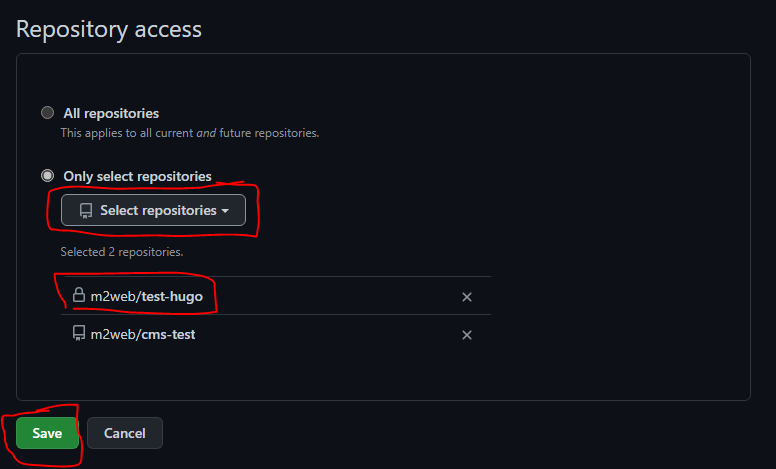 Repository access
All repositories
This applies to all current and future repositories.
Only select repositories
Select repositories
Selected 2 repositories.
m2web/test-hugo
m2web/cms-test
Save Cancel